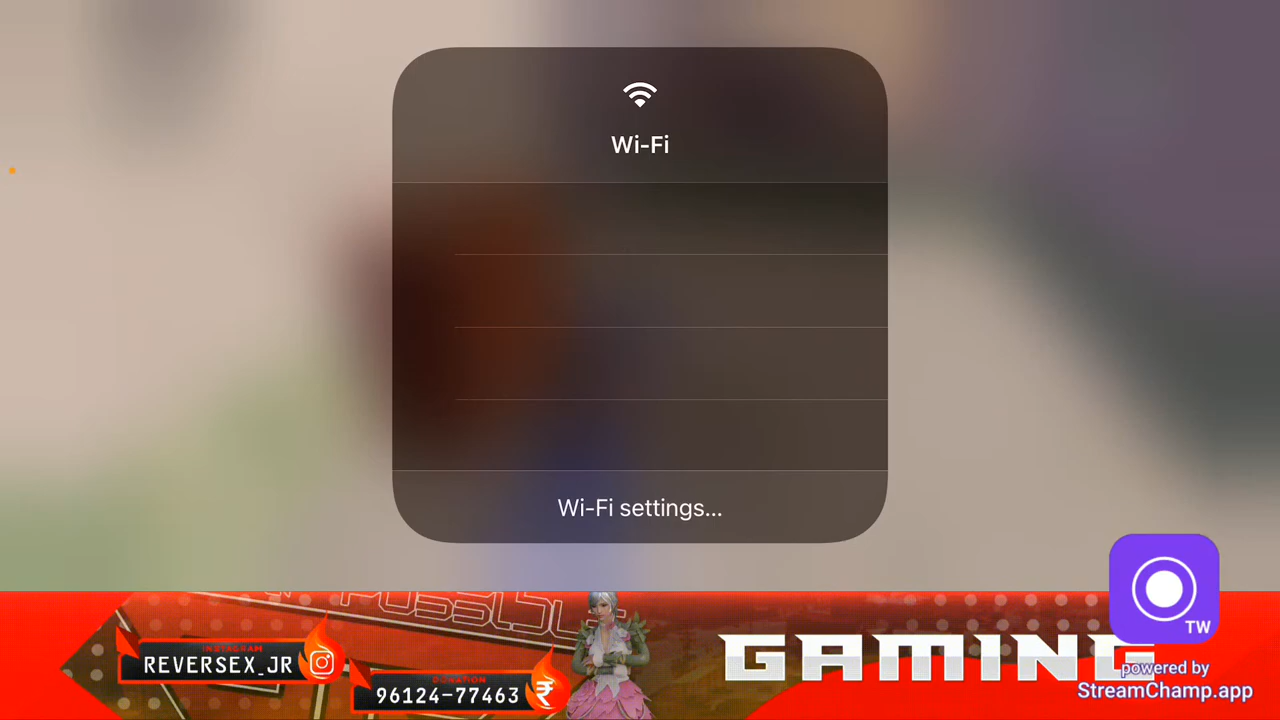 Wi-Fi
Wi-Fi settings...
INSTAGRAM
REVERSEX_JR
DONATION
96124-77463
GAMING
TW
powered by
StreamChamp.app